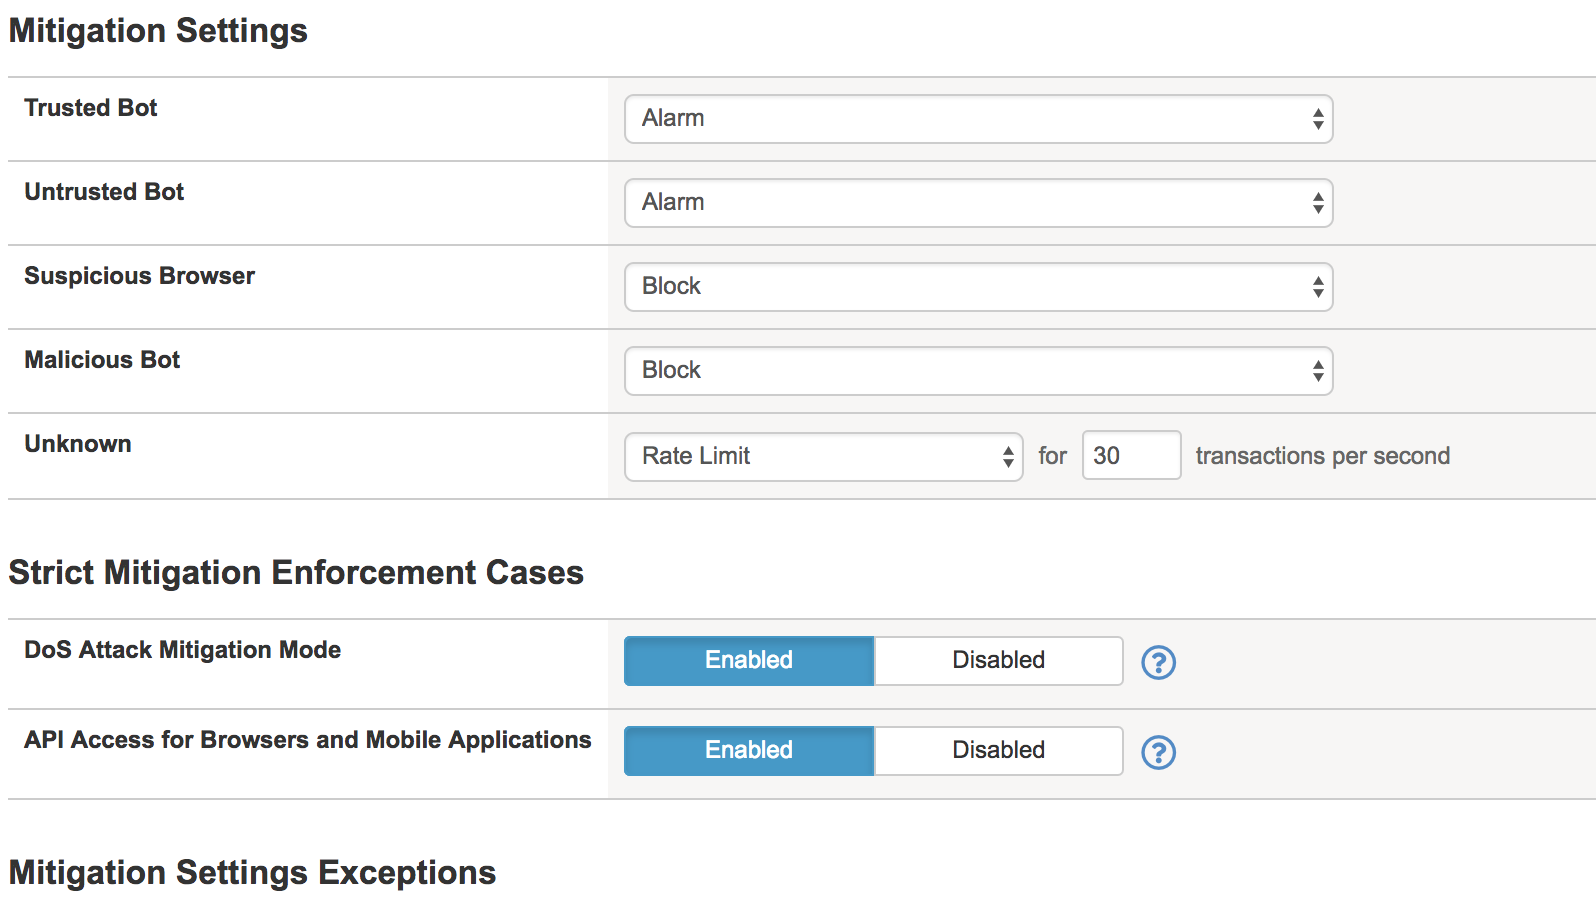 Mitigation Settings
Trusted Bot Alarm
Untrusted Bot Alarm
Suspicious Browser Block
Malicious Bot Block
Unknown Rate Limit for 30 transactions per second
Strict Mitigation Enforcement Cases
DoS Attack Mitigation Mode Enabled Disabled ?
API Access for Browsers and Mobile Applications Enabled Disabled ?
Mitigation Settings Exceptions